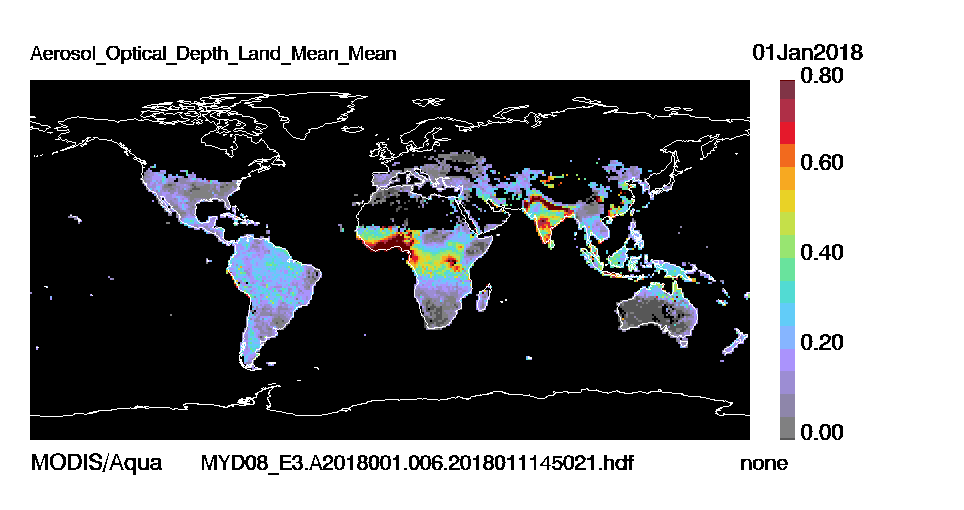 Aerosol_Optical_Depth_Land_Mean_Mean
01Jan2018
0.80
0.60
0.40
0.20
0.00
MODIS/Aqua MYD08_E3.A2018001.006.2018011145021.hdf none